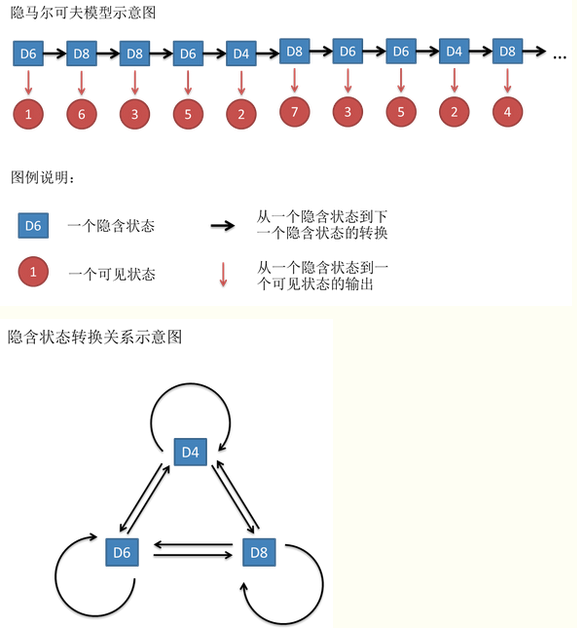 隐马尔可夫模型示意图
D6 D8 D8 D6 D4 D8 D6 D6 D4 D8 ...
1 6 3 5 2 7 3 5 2 4
图例说明:
D6 一个隐含状态
从一个隐含状态到下
一个隐含状态的转换
1 一个可见状态
从一个隐含状态到一
个可见状态的输出
隐含状态转换关系示意图
D4
D6 D8